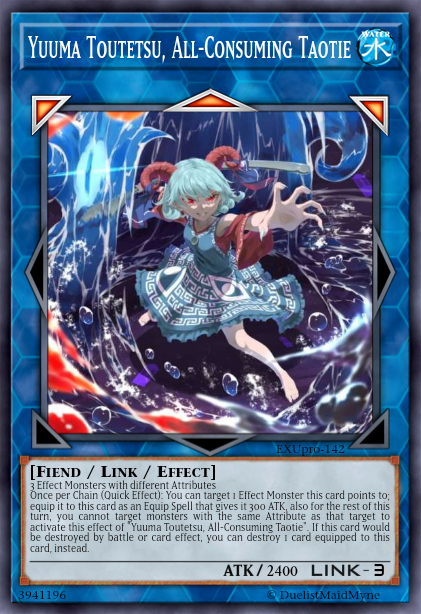 Yuuma Toutetsu, All-Consuming Taotie
WATER
水
EXUpro-142
[Fiend / Link / Effect]
3 Effect Monsters with different Attributes
Once per Chain (Quick Effect): You can target 1 Effect Monster this card points to;
equip it to this card as an Equip Spell that gives it 300 ATK, also for the rest of this
turn, you cannot target monsters with the same Attribute as that target to
activate this effect of "Yuuma Toutetsu, All-Consuming Taotie". If this card would
be destroyed by battle or card effect, you can destroy 1 card equipped to this
card, instead.
ATK / 2400 LINK-3
3941196 © DuelistMaidMyne